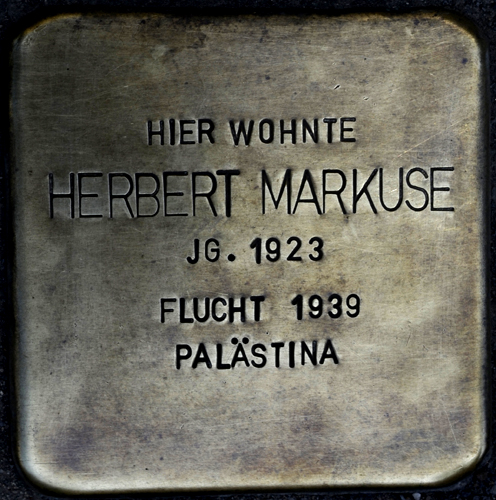 HIER WOHNTE
HERBERT MARKUSE
JG. 1923
FLUCHT 1939
PALÄSTINA